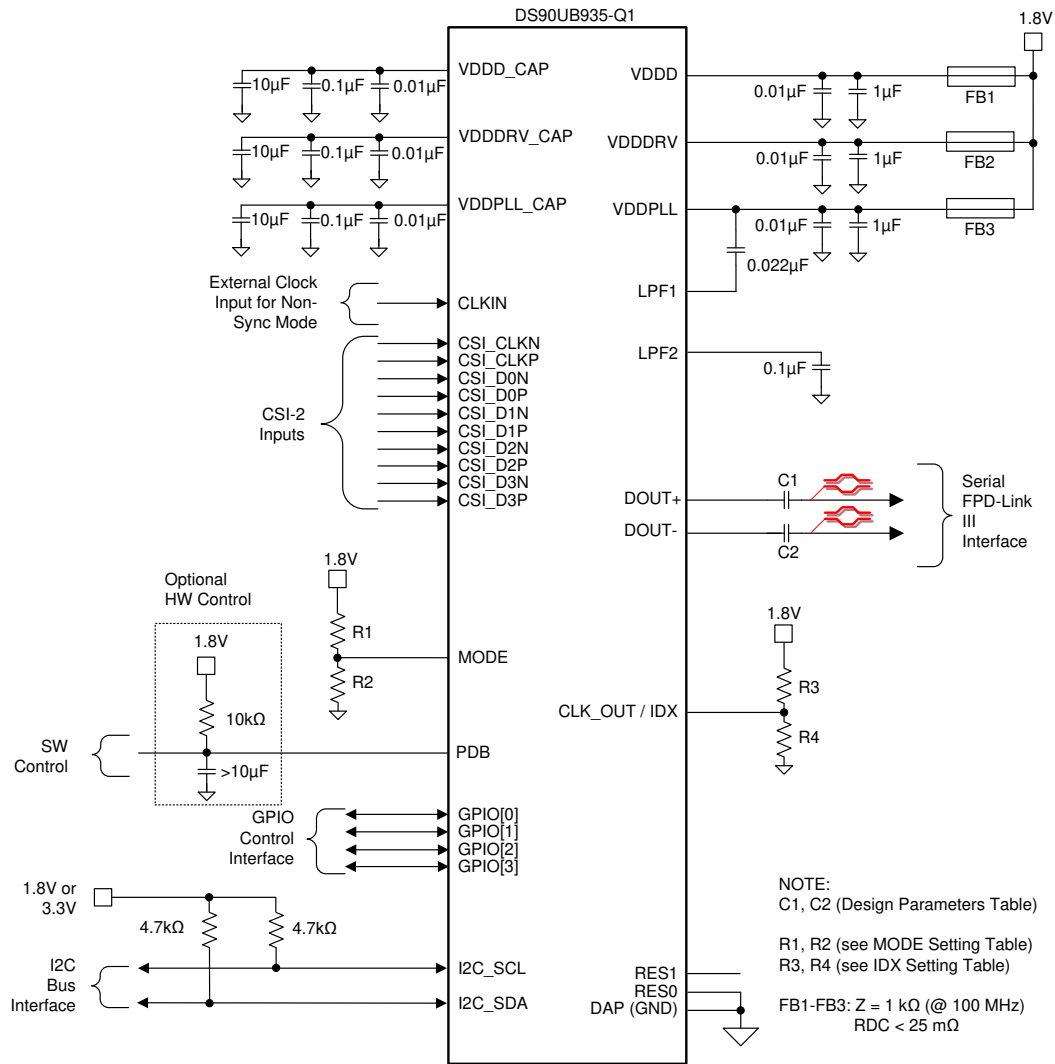 DS90UB935-Q1
1.8V
VDDD_CAP
VDDD
10µF
0.1µF
0.01µF
0.01µF
1µF
FB1
VDDDRV_CAP
VDDDRV
10µF
0.1µF
0.01µF
0.01µF
1µF
FB2
VDDPLL_CAP
VDDPLL
10µF
0.1µF
0.01µF
0.01µF
1µF
FB3
0.022µF
LPF1
External Clock
Input for Non-
Sync Mode
CLKIN
LPF2
0.1µF
CSI-2
Inputs
CSI_CLKN
CSI_CLKP
CSI_D0N
CSI_D0P
CSI_D1N
CSI_D1P
CSI_D2N
CSI_D2P
CSI_D3N
CSI_D3P
DOUT+
C1
DOUT-
C2
Serial
FPD-Link
III
Interface
1.8V
R1
R2
MODE
Optional
HW Control
1.8V
10kΩ
>10µF
SW
Control
PDB
1.8V
R3
R4
CLK_OUT / IDX
GPIO
Control
Interface
GPIO[0]
GPIO[1]
GPIO[2]
GPIO[3]
1.8V or
3.3V
4.7kΩ
4.7kΩ
I2C
Bus
Interface
I2C_SCL
I2C_SDA
RES1
RES0
DAP (GND)
NOTE:
C1, C2 (Design Parameters Table)
R1, R2 (see MODE Setting Table)
R3, R4 (see IDX Setting Table)
FB1-FB3: Z = 1 kΩ (@ 100 MHz)
RDC < 25 mΩ